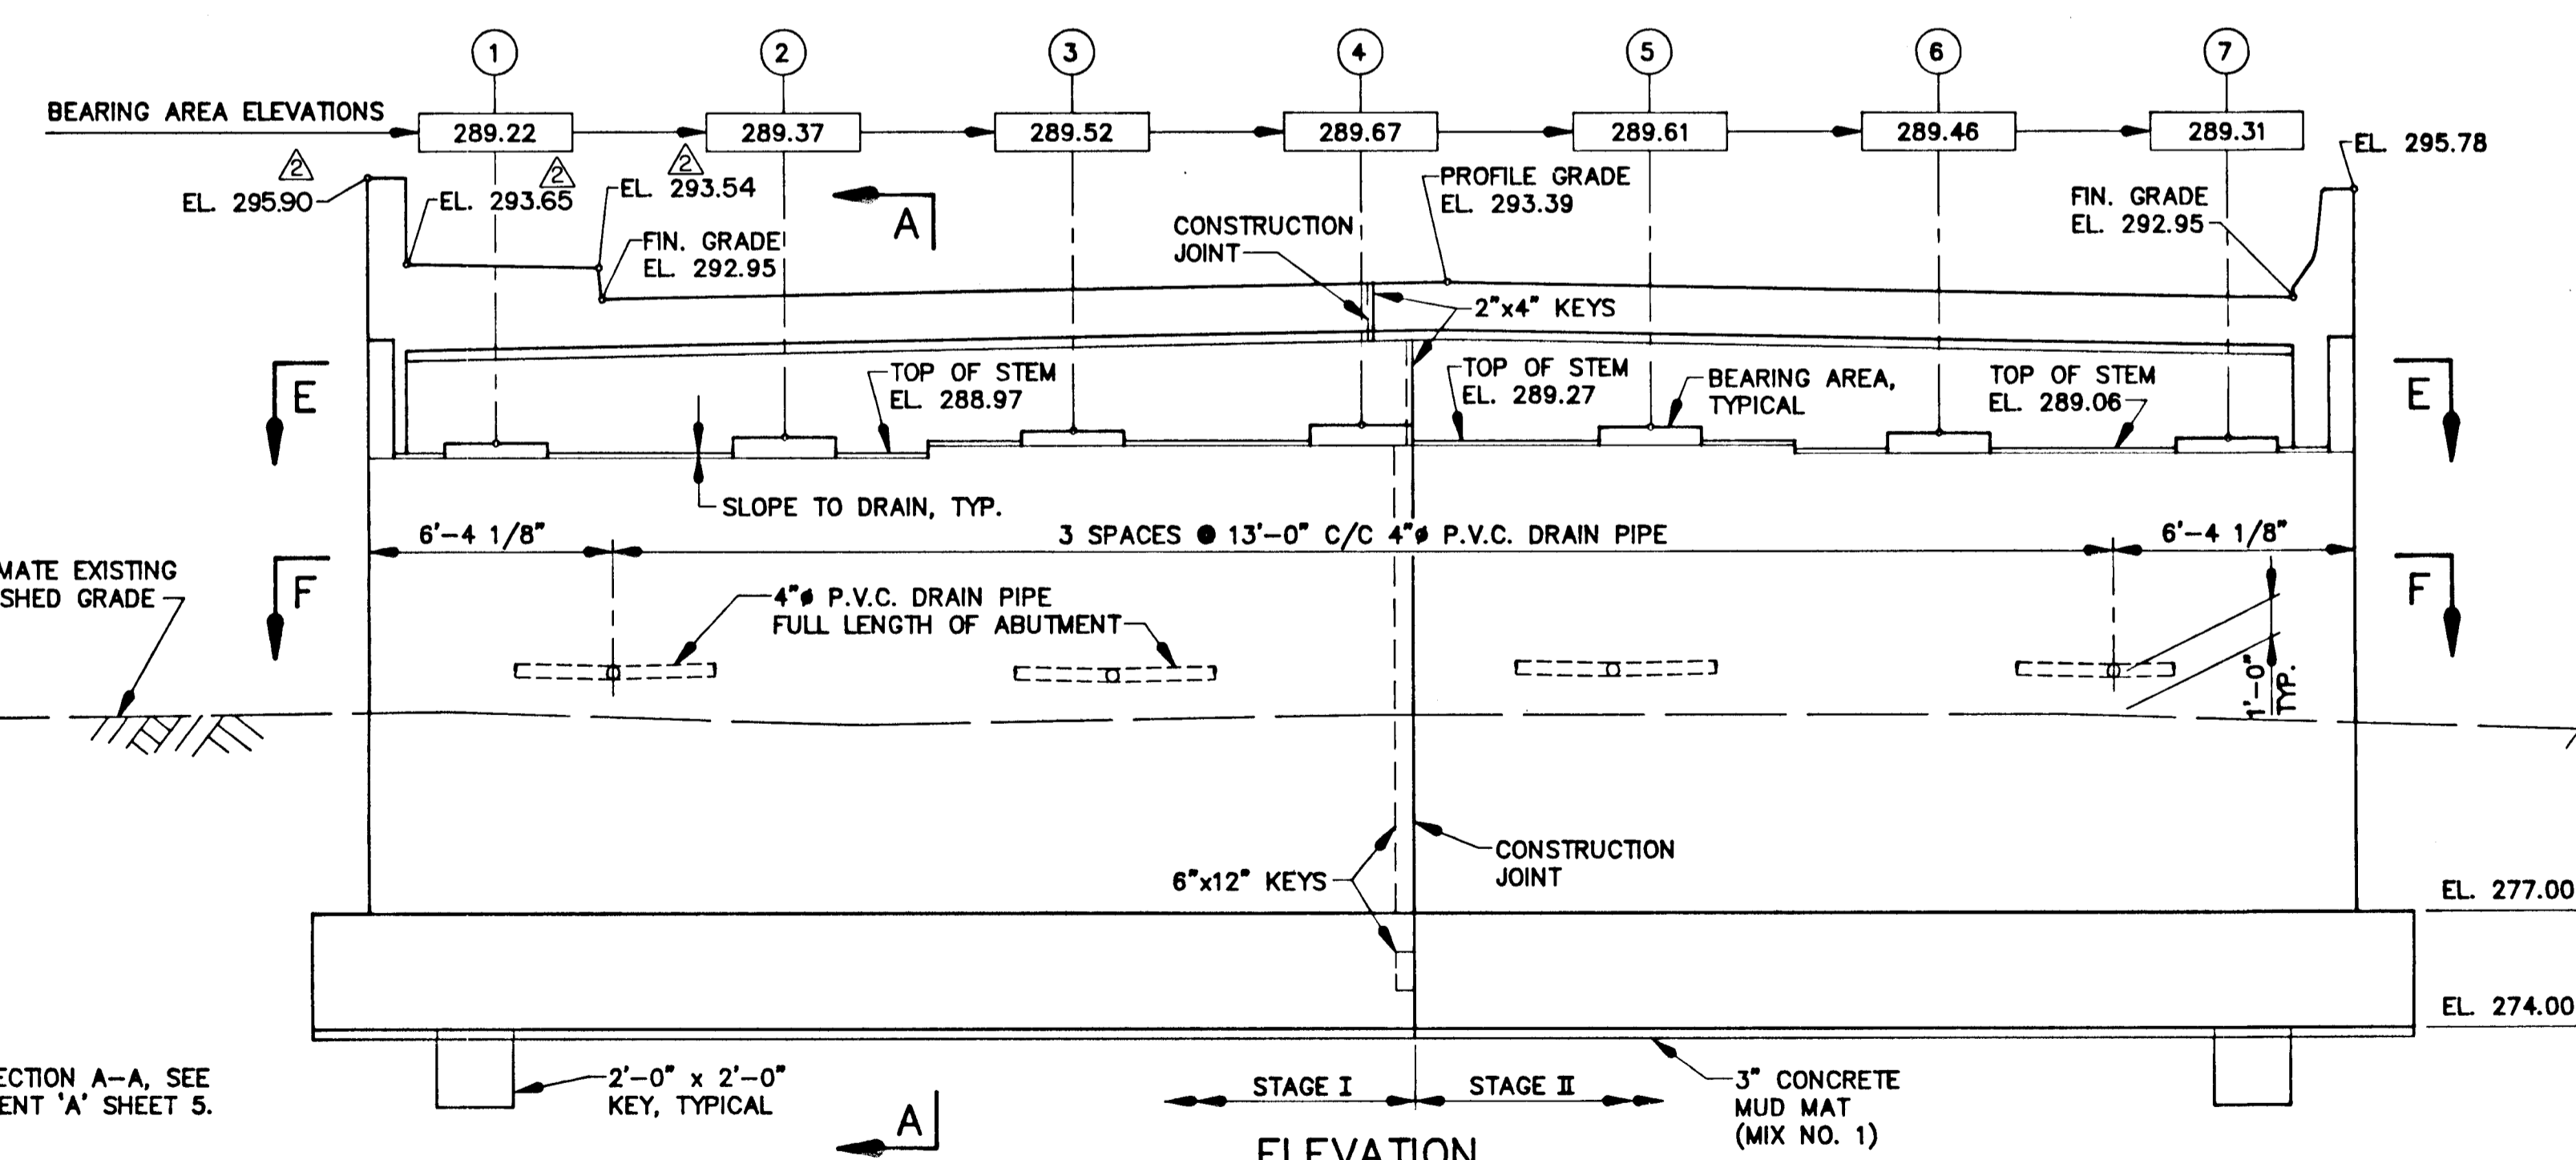 1 2 3 4 5 6 7
BEARING AREA ELEVATIONS
289.22 289.37 289.52 289.67 289.61 289.46 289.31
2 2 2
EL. 295.90
EL. 293.65
EL. 293.54
FIN. GRADE
EL. 292.95
A
CONSTRUCTION
JOINT
PROFILE GRADE
EL. 293.39
FIN. GRADE
EL. 292.95
EL. 295.78
2"x4" KEYS
E
TOP OF STEM
EL. 288.97
TOP OF STEM
EL. 289.27
BEARING AREA,
TYPICAL
TOP OF STEM
EL. 289.06
E
SLOPE TO DRAIN, TYP.
6'-4 1/8"
3 SPACES @ 13'-0" C/C 4"ø P.V.C. DRAIN PIPE
6'-4 1/8"
MATE EXISTING
SHED GRADE
F
4"ø P.V.C. DRAIN PIPE
FULL LENGTH OF ABUTMENT
F
1'-0"
TYP.
6"x12" KEYS
CONSTRUCTION
JOINT
EL. 277.00
EL. 274.00
ECTION A-A, SEE
ENT 'A' SHEET 5.
2'-0" x 2'-0"
KEY, TYPICAL
A
STAGE I
STAGE II
3" CONCRETE
MUD MAT
(MIX NO. 1)
ELEVATION